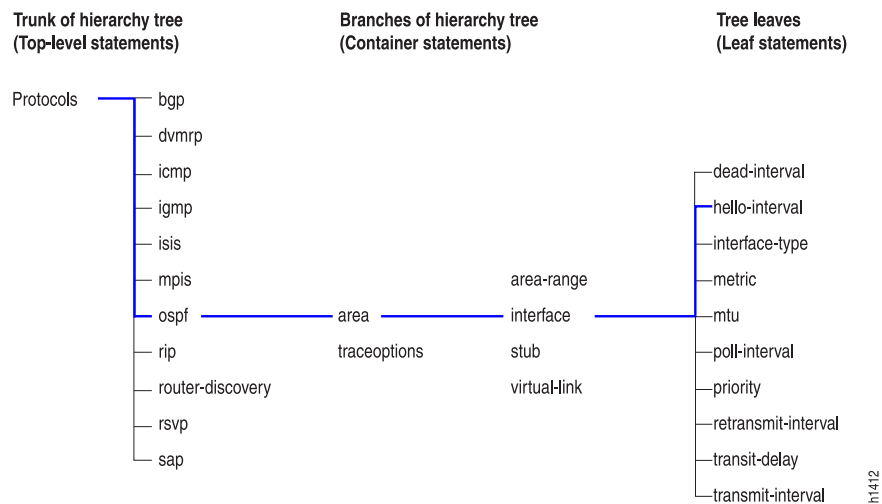 Trunk of hierarchy tree
(Top-level statements)
Branches of hierarchy tree
(Container statements)
Tree leaves
(Leaf statements)
Protocols
bgp
dvmrp
icmp
igmp
isis
mpis
ospf
rip
router-discovery
rsvp
sap
area
traceoptions
area-range
interface
stub
virtual-link
dead-interval
hello-interval
interface-type
metric
mtu
poll-interval
priority
retransmit-interval
transit-delay
transmit-interval
h1412